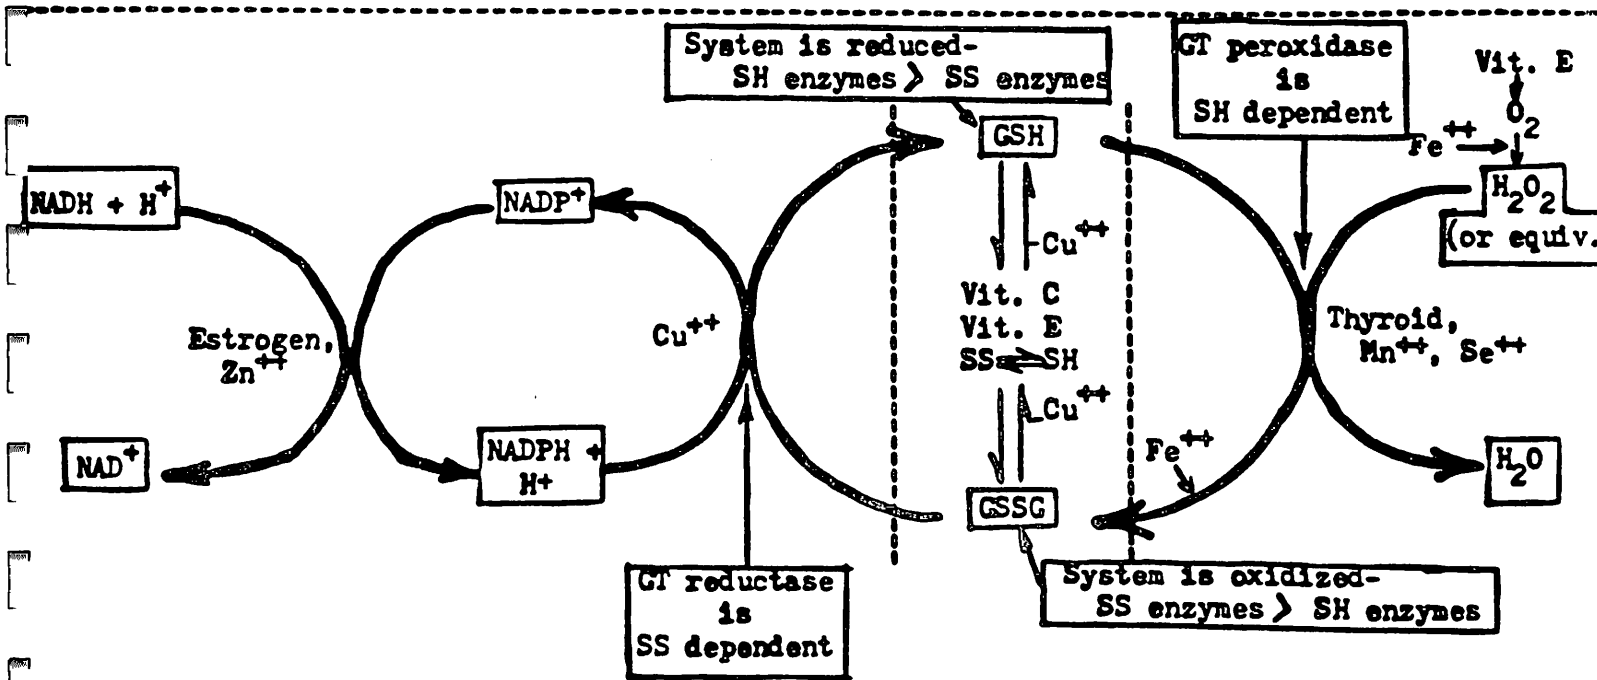 System is reduced-
SH enzymes > SS enzymes
GT peroxidase
is
SH dependent
Vit. E
O2
Fe++
H2O2
(or equiv.
GSH
NADH + H+
NADP+
Cu++
Vit. C
Vit. E
SS⇌SH
Cu++
Estrogen,
Zn++
Cu++
Thyroid,
Mn++, Se++
Fe++
NAD+
NADPH +
H+
H2O
GSSG
GT reductase
is
SS dependent
System is oxidized-
SS enzymes > SH enzymes